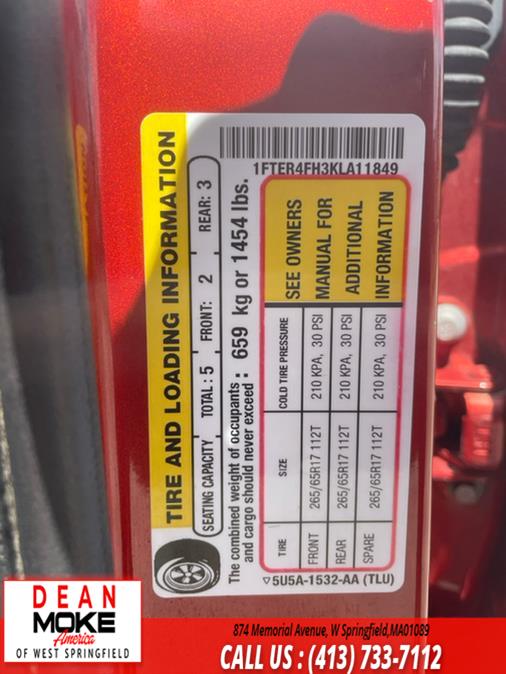 1FTER4FH3KLA11849
TIRE AND LOADING INFORMATION
SEATING CAPACITY TOTAL : 5 FRONT: 2 REAR: 3
The combined weight of occupants :
and cargo should never exceed : 659 kg or 1454 lbs.
TIRE SIZE COLD TIRE PRESSURE
FRONT 265/65R17 112T 210 KPA, 30 PSI
REAR 265/65R17 112T 210 KPA, 30 PSI
SPARE 265/65R17 112T 210 KPA, 30 PSI
SEE OWNERS
MANUAL FOR
ADDITIONAL
INFORMATION
▽5U5A-1532-AA (TLU)
DEAN
MOKE
America
OF WEST SPRINGFIELD
874 Memorial Avenue, W Springfield,MA01089
CALL US : (413) 733-7112